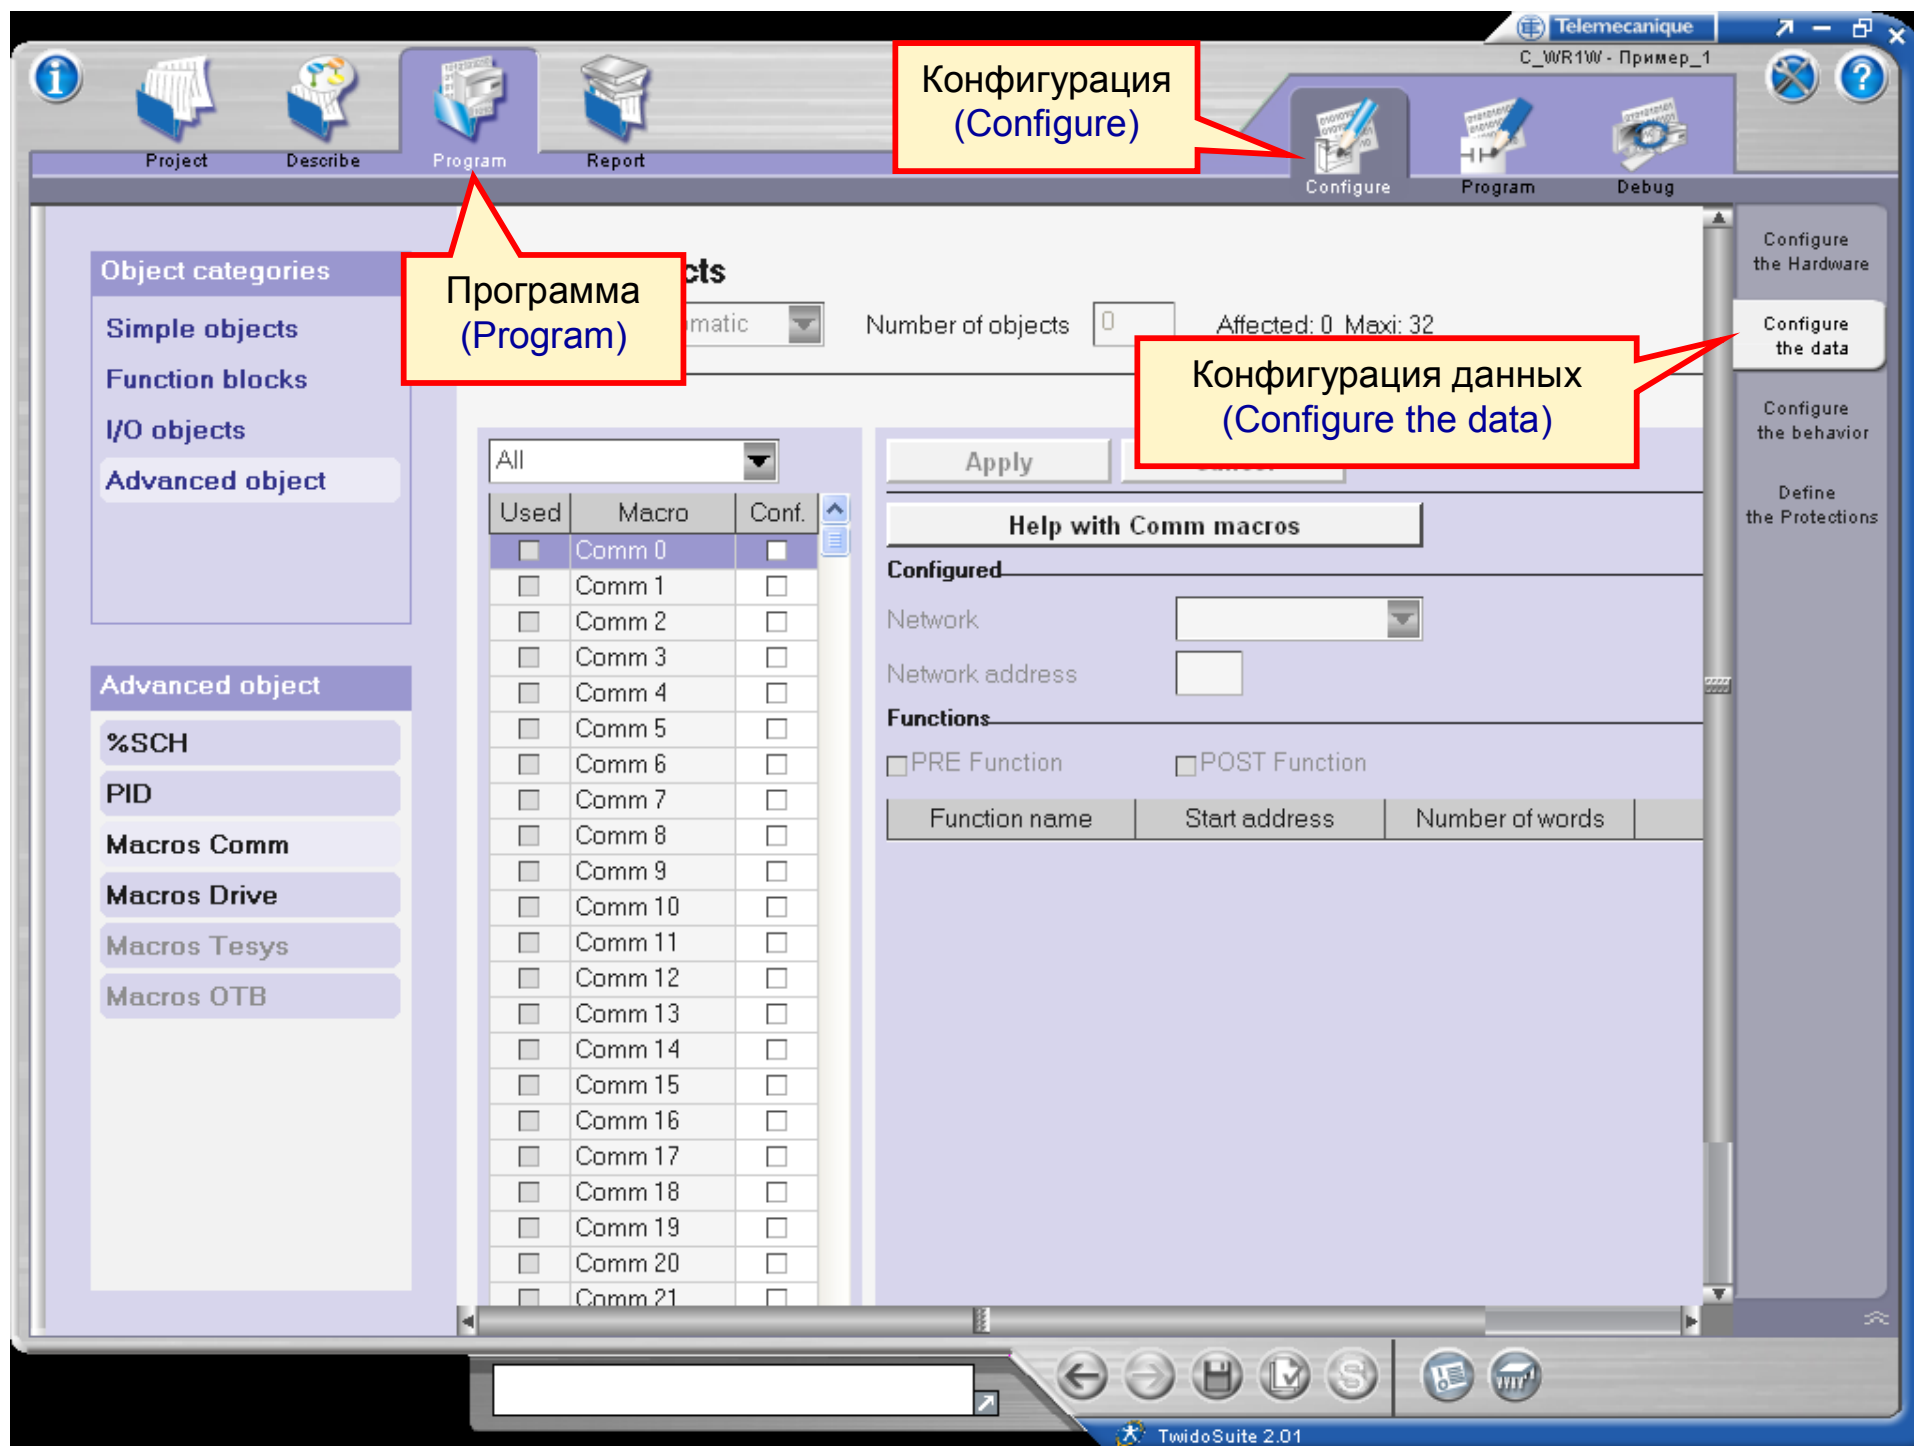 Telemecanique
C_WR1W - Пример_1
Project
Describe
Program
Report
Конфигурация
(Configure)
Configure
Program
Debug
Программа
(Program)
Конфигурация данных
(Configure the data)
Configure
the Hardware
Configure
the data
Configure
the behavior
Define
the Protections
Object categories
Simple objects
Function blocks
I/O objects
Advanced object
Advanced object
%SCH
PID
Macros Comm
Macros Drive
Macros Tesys
Macros OTB
cts
matic
Number of objects 0 Affected: 0 Maxi: 32
All
Used Macro Conf.
Comm 0
Comm 1
Comm 2
Comm 3
Comm 4
Comm 5
Comm 6
Comm 7
Comm 8
Comm 9
Comm 10
Comm 11
Comm 12
Comm 13
Comm 14
Comm 15
Comm 16
Comm 17
Comm 18
Comm 19
Comm 20
Comm 21
Apply
Help with Comm macros
Configured
Network
Network address
Functions
PRE Function POST Function
Function name Start address Number of words
TwidoSuite 2.01